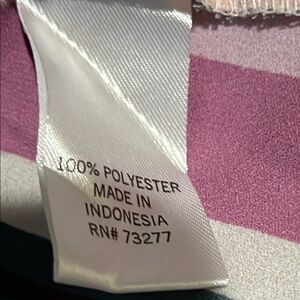 100% POLYESTER
MADE IN
INDONESIA
RN# 73277